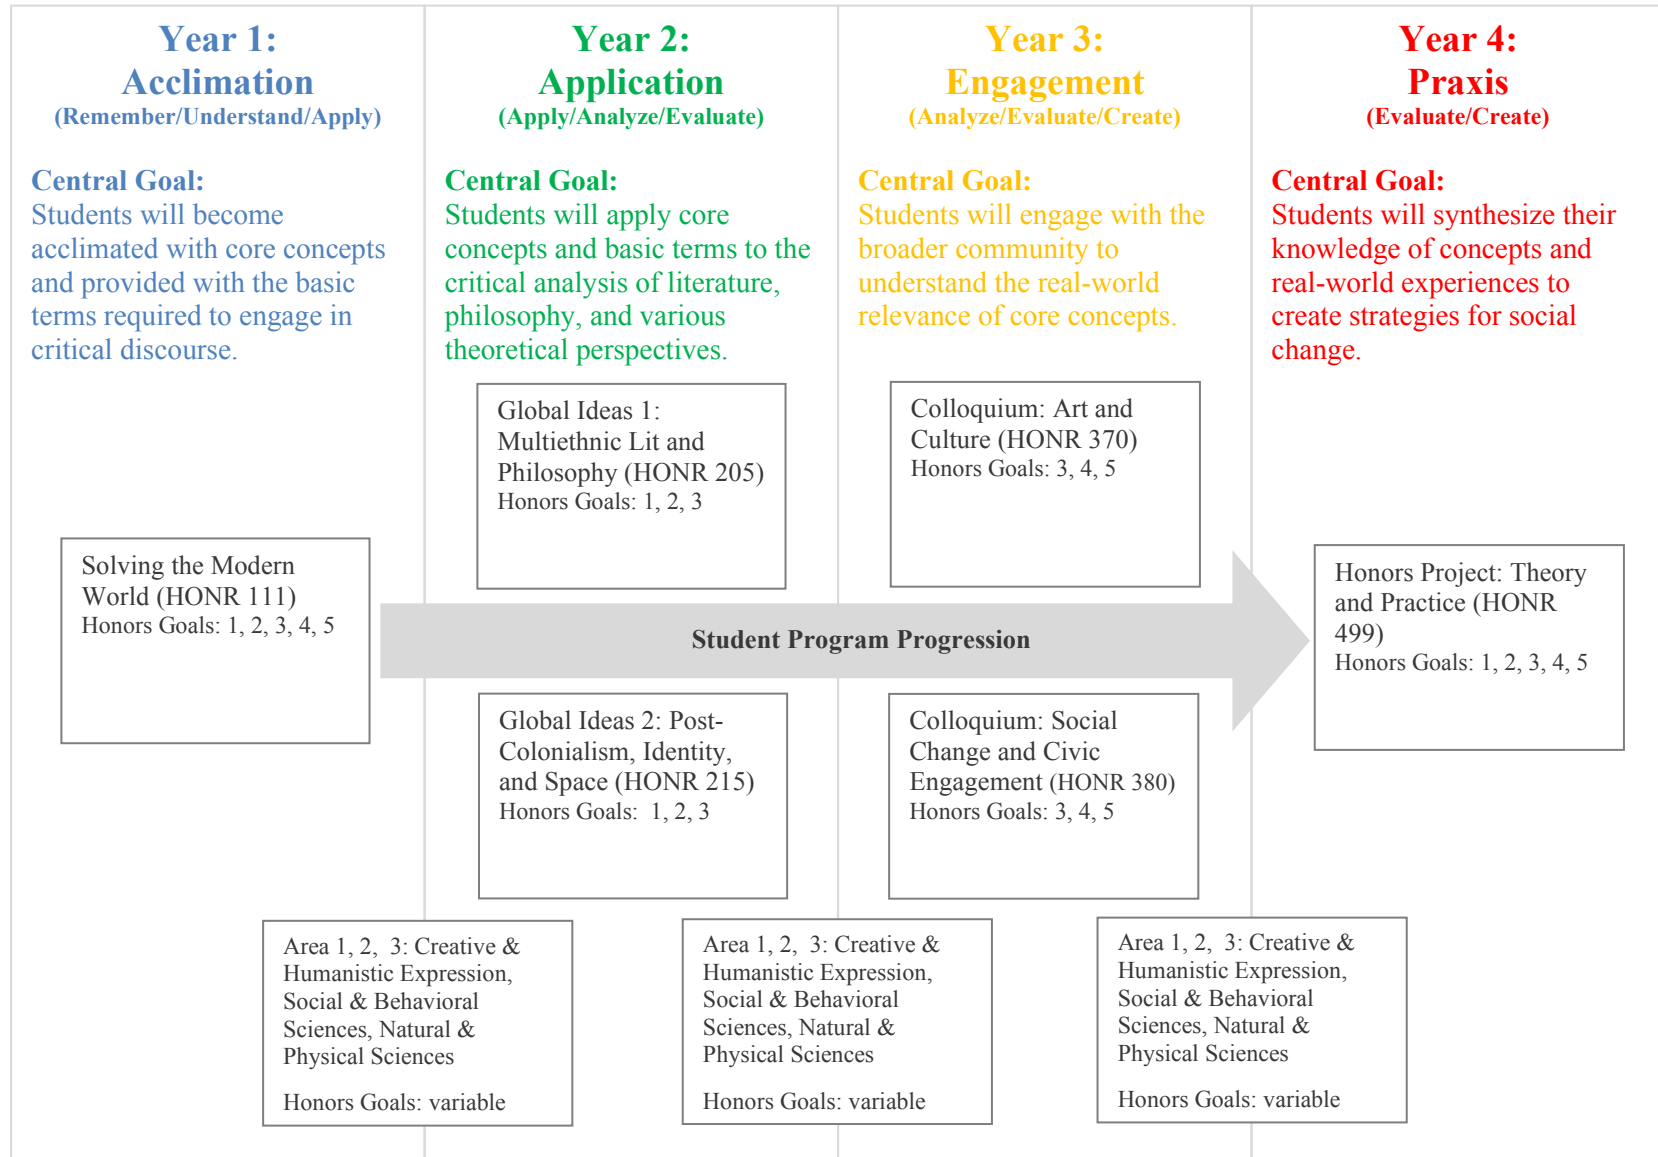 Year 1:
Acclimation
(Remember/Understand/Apply)
Central Goal:
Students will become
acclimated with core concepts
and provided with the basic
terms required to engage in
critical discourse.
Year 2:
Application
(Apply/Analyze/Evaluate)
Central Goal:
Students will apply core
concepts and basic terms to the
critical analysis of literature,
philosophy, and various
theoretical perspectives.
Year 3:
Engagement
(Analyze/Evaluate/Create)
Central Goal:
Students will engage with the
broader community to
understand the real-world
relevance of core concepts.
Year 4:
Praxis
(Evaluate/Create)
Central Goal:
Students will synthesize their
knowledge of concepts and
real-world experiences to
create strategies for social
change.
Solving the Modern
World (HONR 111)
Honors Goals: 1, 2, 3, 4, 5
Global Ideas 1:
Multiethnic Lit and
Philosophy (HONR 205)
Honors Goals: 1, 2, 3
Colloquium: Art and
Culture (HONR 370)
Honors Goals: 3, 4, 5
Student Program Progression
Honors Project: Theory
and Practice (HONR
499)
Honors Goals: 1, 2, 3, 4, 5
Global Ideas 2: Post-
Colonialism, Identity,
and Space (HONR 215)
Honors Goals:  1, 2, 3
Colloquium: Social
Change and Civic
Engagement (HONR 380)
Honors Goals: 3, 4, 5
Area 1, 2,  3: Creative &
Humanistic Expression,
Social & Behavioral
Sciences, Natural &
Physical Sciences
Honors Goals: variable
Area 1, 2,  3: Creative &
Humanistic Expression,
Social & Behavioral
Sciences, Natural &
Physical Sciences
Honors Goals: variable
Area 1, 2,  3: Creative &
Humanistic Expression,
Social & Behavioral
Sciences, Natural &
Physical Sciences
Honors Goals: variable